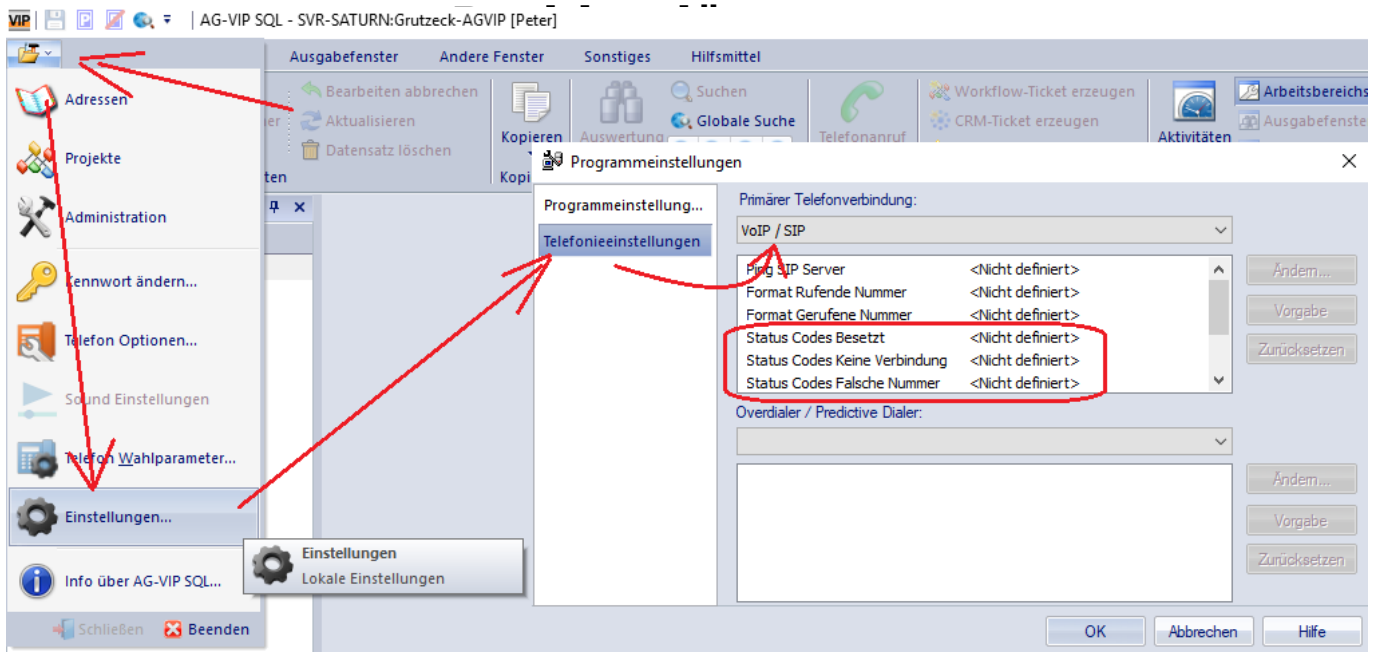 VIP AG-VIP SQL - SVR-SATURN:Grutzeck-AGVIP [Peter]
Ausgabefenster Andere Fenster Sonstiges Hilfsmittel
Adressen
Projekte
Administration
Kennwort ändern...
Telefon Optionen...
Sound Einstellungen
Telefon Wahlparameter...
Einstellungen...
Info über AG-VIP SQL...
Schließen Beenden
Bearbeiten abbrechen
Aktualisieren
Datensatz löschen
ten
Kopieren
Kopi
Auswertung
Suchen
Globale Suche
Telefonanruf
Workflow-Ticket erzeugen
CRM-Ticket erzeugen
Aktivitäten
Arbeitsbereichs
Ausgabefenste
Einstellungen
Lokale Einstellungen
Programmeinstellungen
Programmeinstellung...
Telefonieeinstellungen
Primärer Telefonverbindung:
VoIP / SIP
Ping SIP Server <Nicht definiert>
Format Rufende Nummer <Nicht definiert>
Format Gerufene Nummer <Nicht definiert>
Status Codes Besetzt <Nicht definiert>
Status Codes Keine Verbindung <Nicht definiert>
Status Codes Falsche Nummer <Nicht definiert>
Ändern...
Vorgabe
Zurücksetzen
Overdialer / Predictive Dialer:
Ändern...
Vorgabe
Zurücksetzen
OK Abbrechen Hilfe